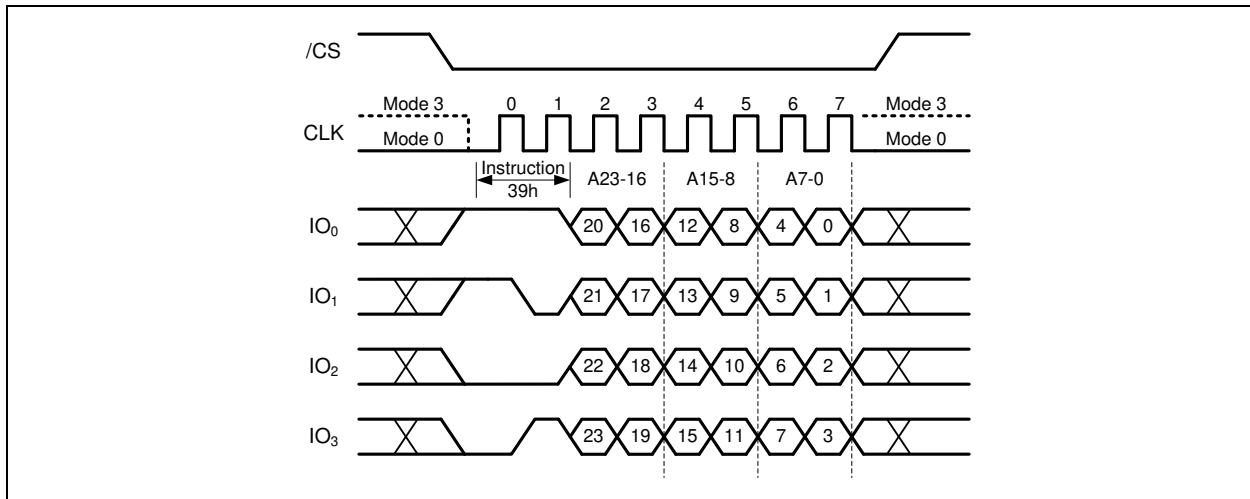 /CS
Mode 3 0 1 2 3 4 5 6 7 Mode 3
CLK
Mode 0 Mode 0
Instruction
39h
A23-16 A15-8 A7-0
IO₀ 20 16 12 8 4 0
IO₁ 21 17 13 9 5 1
IO₂ 22 18 14 10 6 2
IO₃ 23 19 15 11 7 3